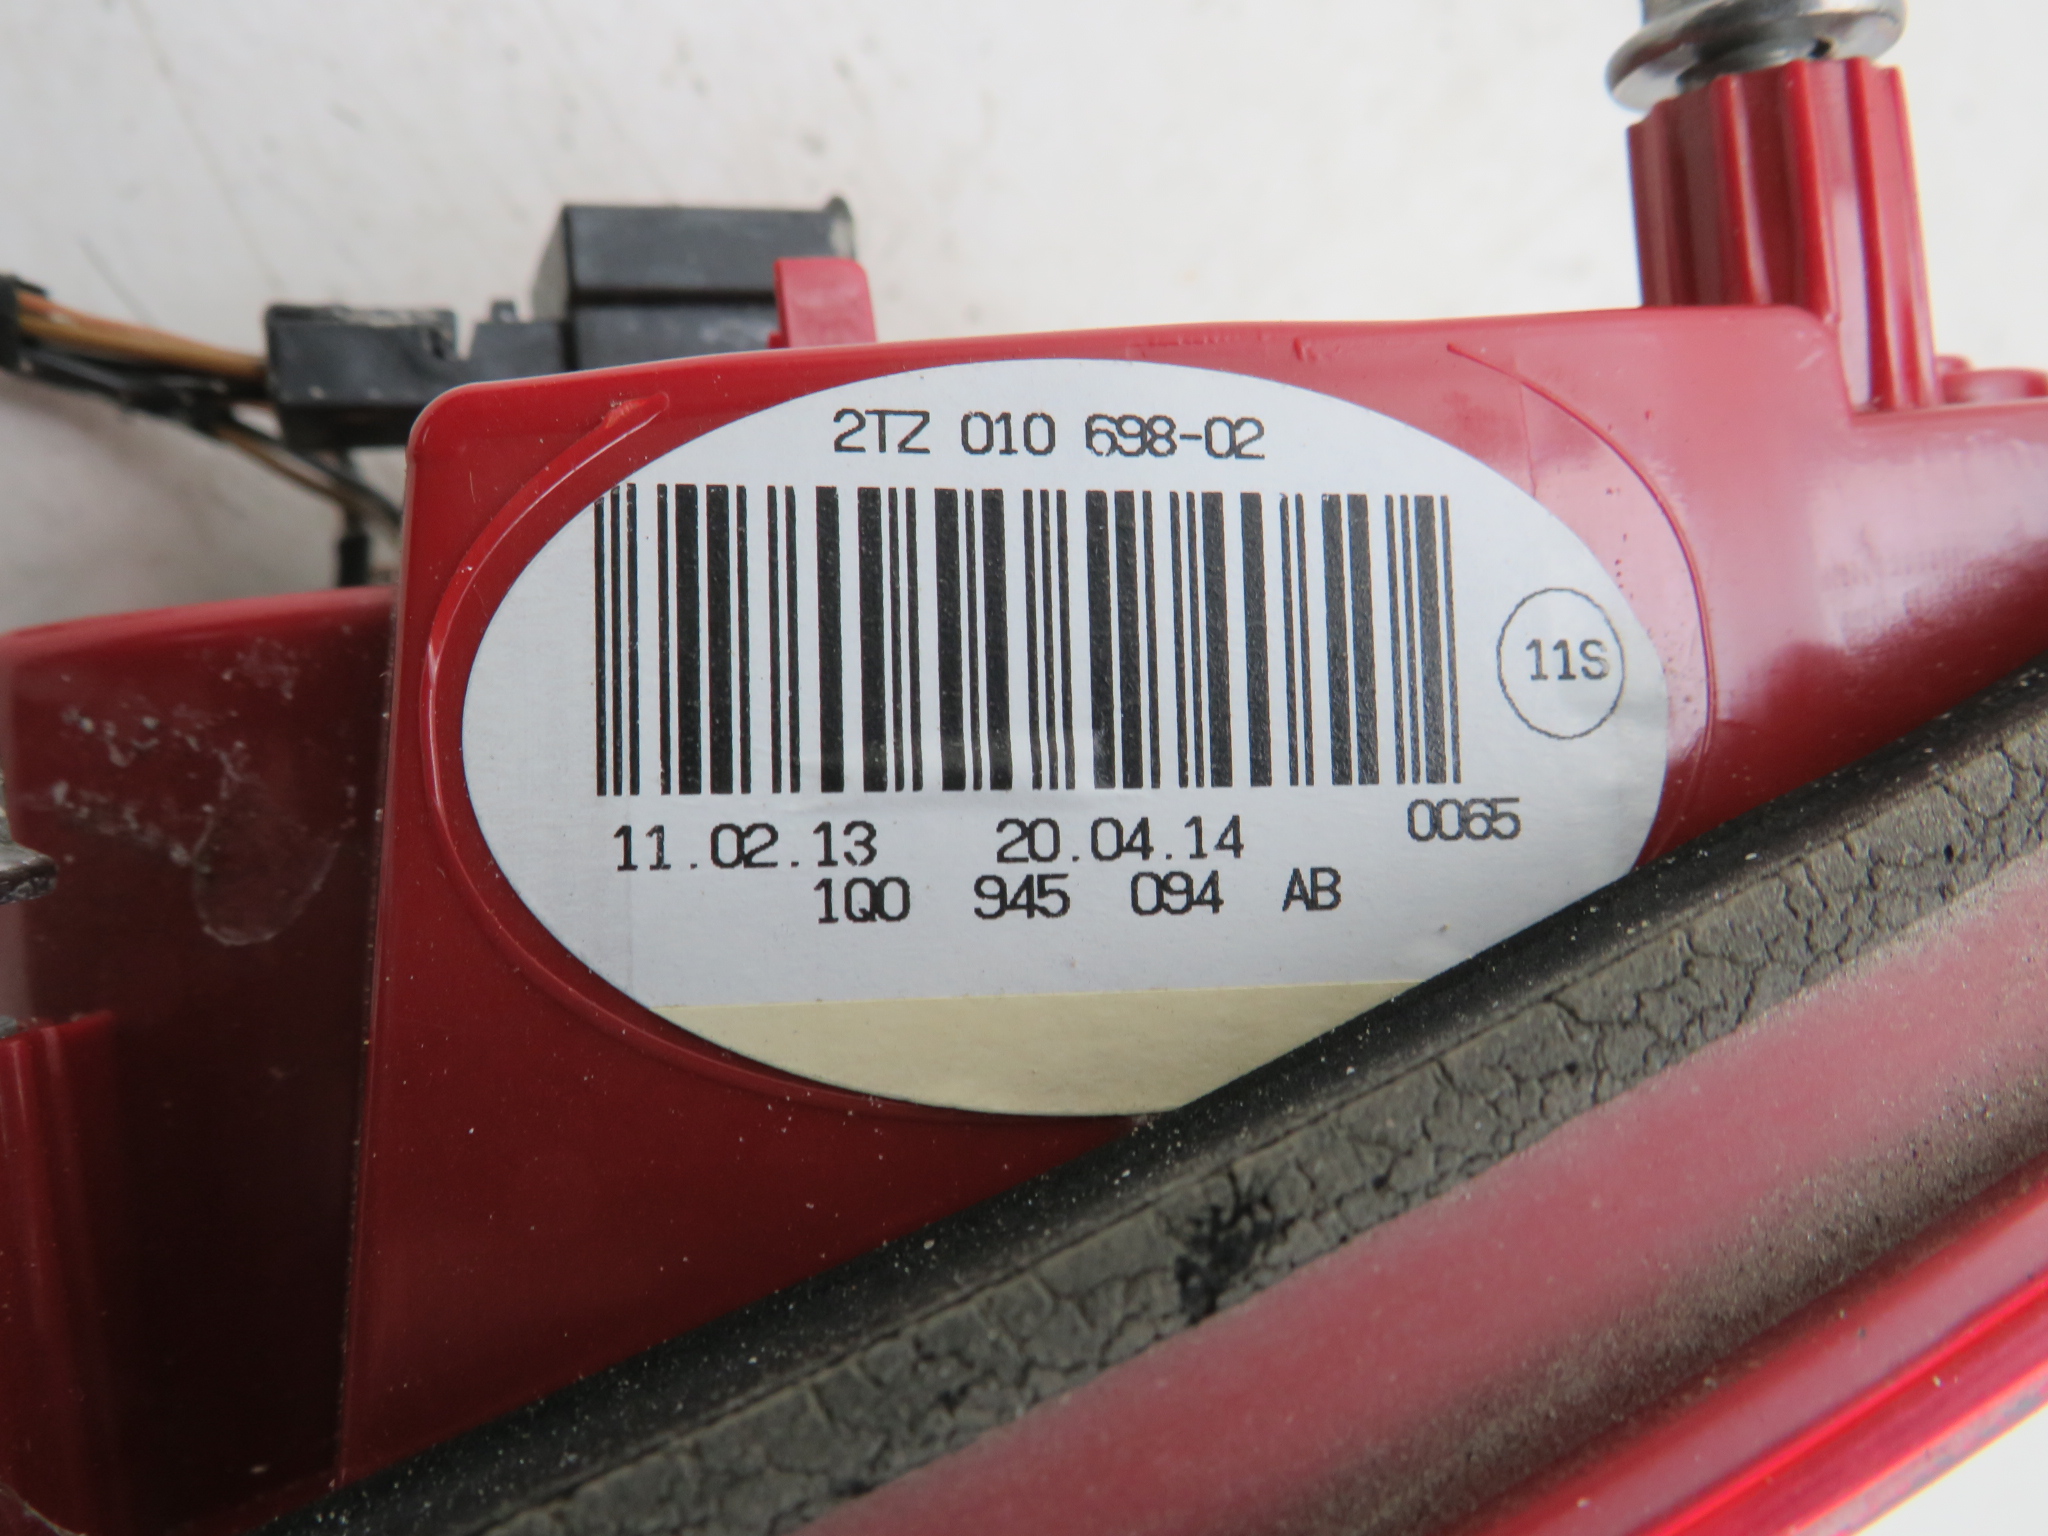 2TZ 010 698-02
11S
0065
11.02.13 20.04.14
1Q0 945 094 AB